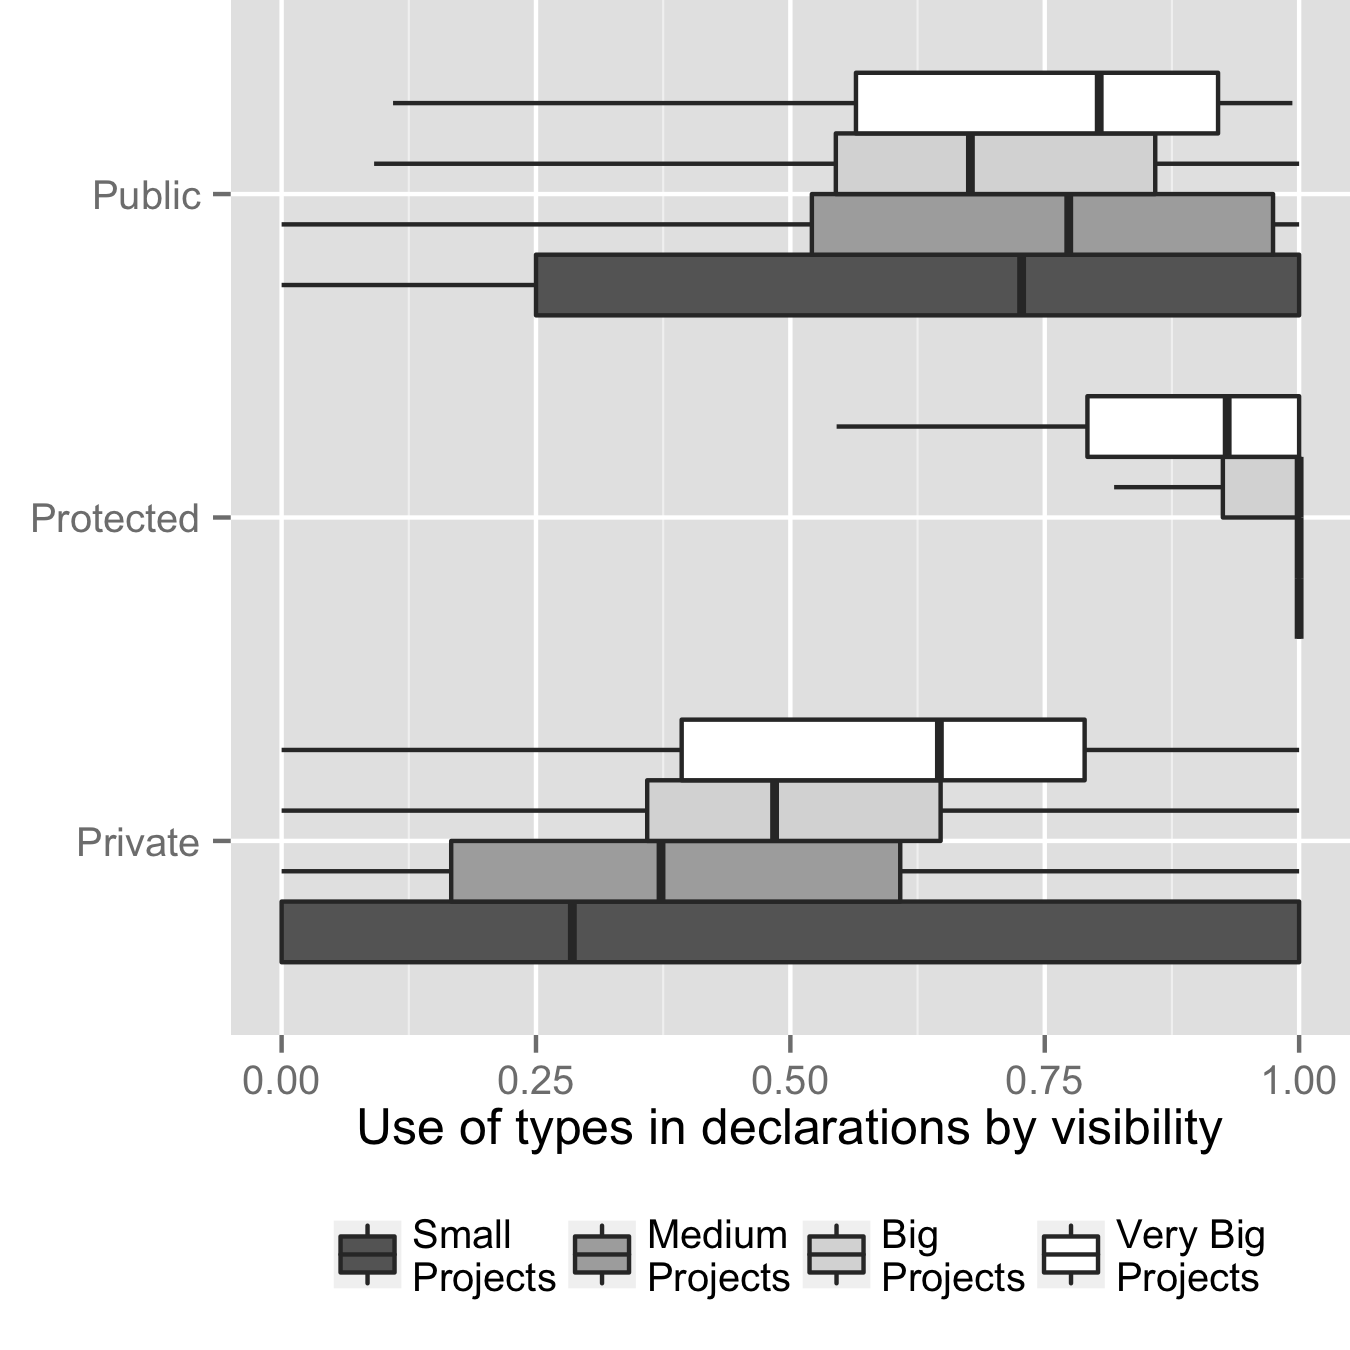 Public
Protected
Private
0.00 0.25 0.50 0.75 1.00
Use of types in declarations by visibility
Small Projects
Medium Projects
Big Projects
Very Big Projects